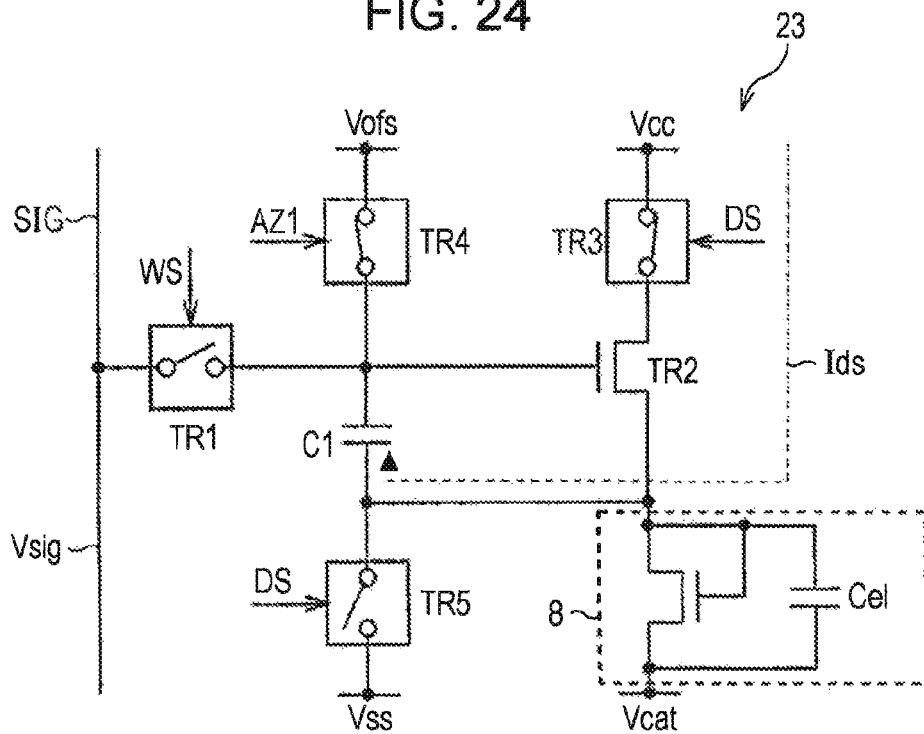 FIG. 24
23
Vofs
Vcc
SIG
AZ1
TR4
TR3
DS
WS
TR2
Ids
TR1
C1
Vsig
DS
TR5
8
Cel
Vss
Vcat